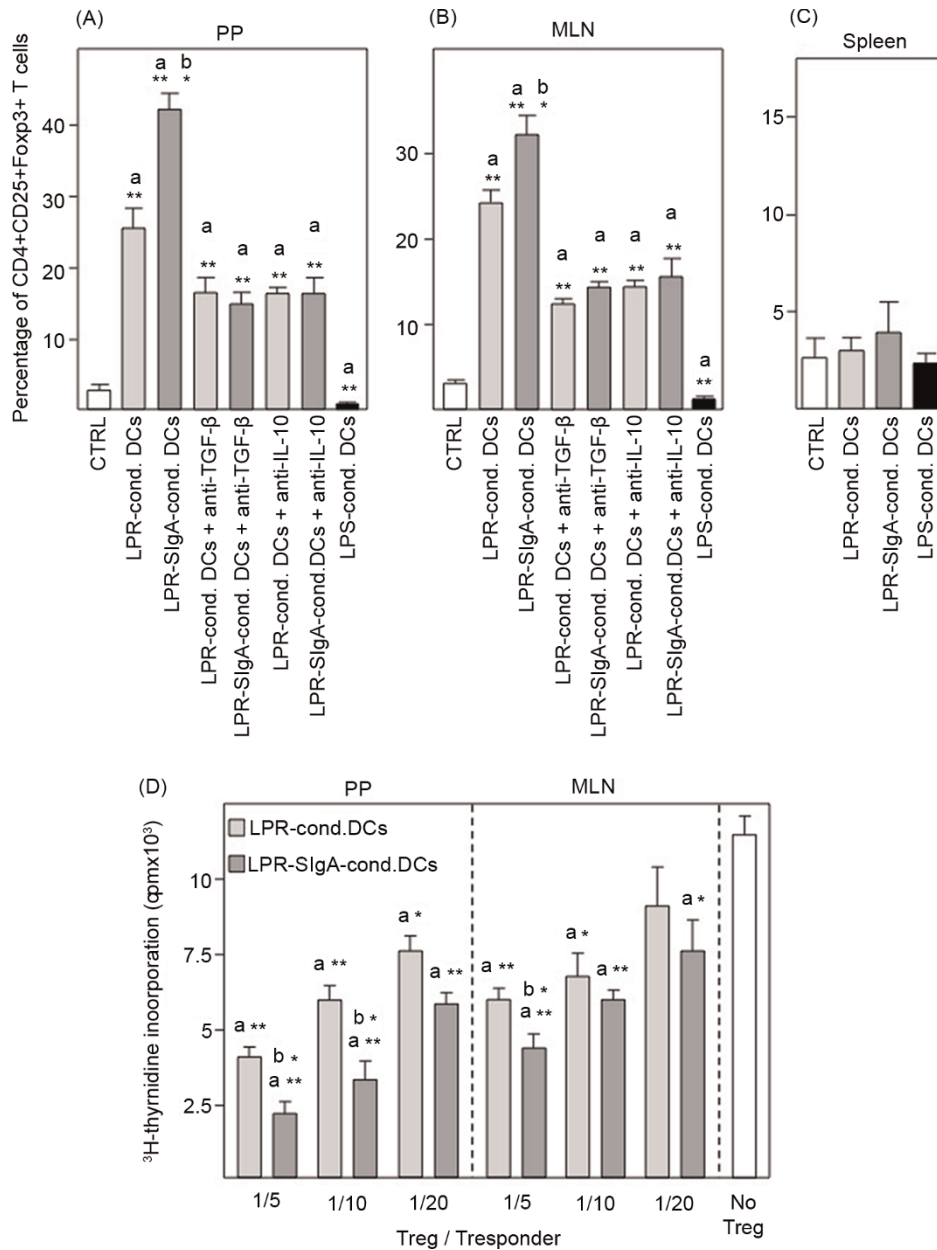 (A)
PP
Percentage of CD4+CD25+Foxp3+ T cells
40
30
20
10
a b
** *
a
**
a
**
a
**
a
**
a
**
a
**
CTRL
LPR-cond. DCs
LPR-SIgA-cond. DCs
LPR-cond. DCs + anti-TGF-β
LPR-SIgA-cond. DCs + anti-TGF-β
LPR-cond. DCs + anti-IL-10
LPR-SIgA-cond.DCs + anti-IL-10
LPS-cond. DCs
(B)
MLN
30
20
10
a b
** *
a
**
a
**
a
**
a
**
a
**
a
**
CTRL
LPR-cond. DCs
LPR-SIgA-cond. DCs
LPR-cond. DCs + anti-TGF-β
LPR-SIgA-cond. DCs + anti-TGF-β
LPR-cond. DCs + anti-IL-10
LPR-SIgA-cond.DCs + anti-IL-10
LPS-cond. DCs
(C)
Spleen
15
10
5
CTRL
LPR-cond. DCs
LPR-SIgA-cond. DCs
LPS-cond. DCs
(D)
PP MLN
LPR-cond.DCs
LPR-SIgA-cond.DCs
³H-thyrnidine inoorporation (cpmx10³)
10
7.5
5
2.5
a **
b *
a **
a **
b *
a **
a *
a **
a **
b *
a **
a *
a **
a *
1/5 1/10 1/20 1/5 1/10 1/20 No
Treg
Treg / Tresponder